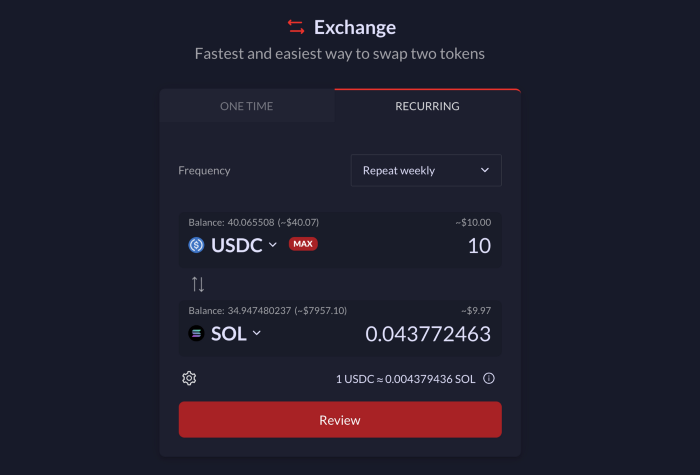 Exchange
Fastest and easiest way to swap two tokens
ONE TIME
RECURRING
Frequency
Repeat weekly
Balance: 40.065508 (~$40.07)
~$10.00
USDC
MAX
10
Balance: 34.947480237 (~$7957.10)
~$9.97
SOL
0.043772463
1 USDC ≈ 0.004379436 SOL
Review